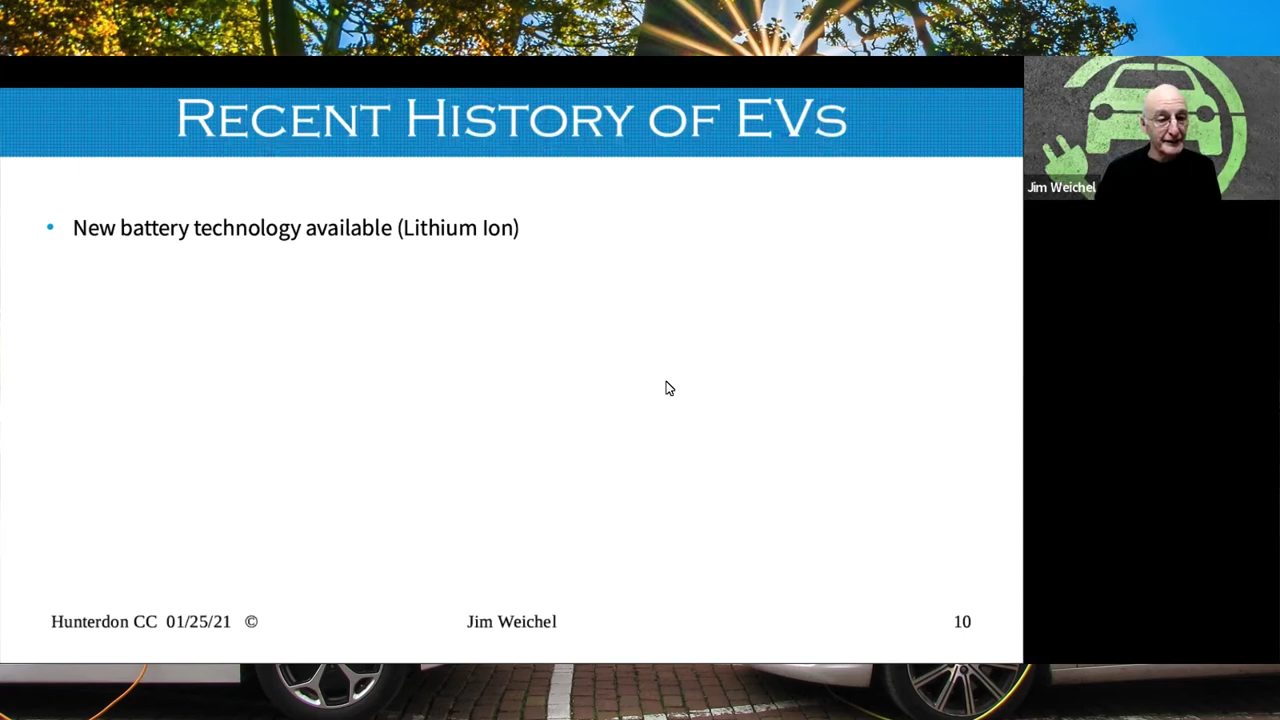 RECENT HISTORY OF EVS
Jim Weichel
• New battery technology available (Lithium Ion)
Hunterdon CC 01/25/21 © Jim Weichel 10